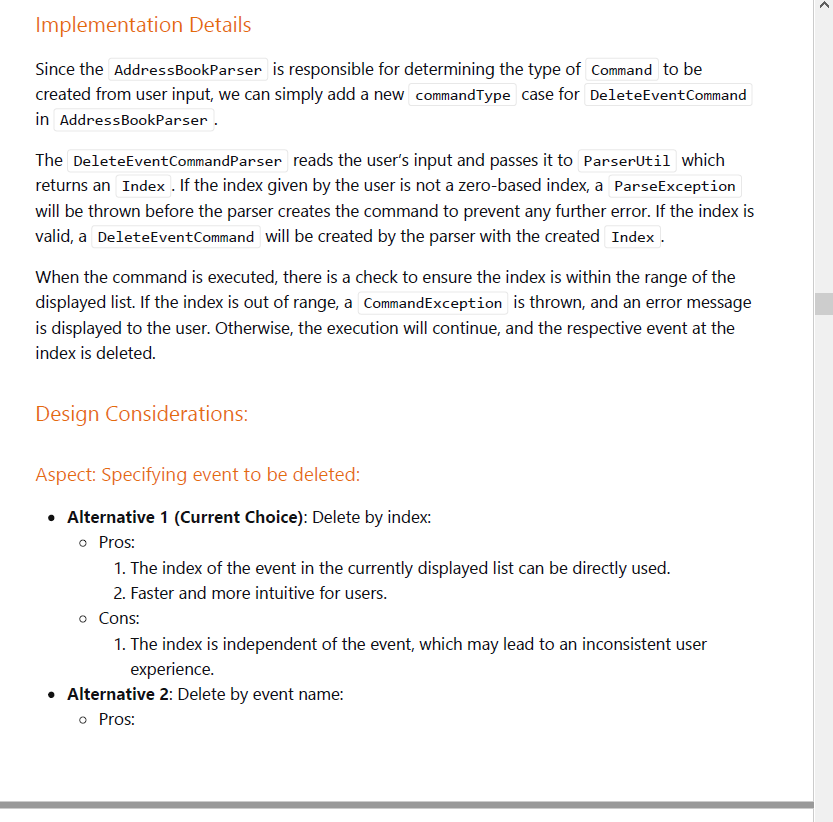 Implementation Details
Since the AddressBookParser is responsible for determining the type of Command to be
created from user input, we can simply add a new commandType case for DeleteEventCommand
in AddressBookParser.
The DeleteEventCommandParser reads the user’s input and passes it to ParserUtil which
returns an Index. If the index given by the user is not a zero-based index, a ParseException
will be thrown before the parser creates the command to prevent any further error. If the index is
valid, a DeleteEventCommand will be created by the parser with the created Index.
When the command is executed, there is a check to ensure the index is within the range of the
displayed list. If the index is out of range, a CommandException is thrown, and an error message
is displayed to the user. Otherwise, the execution will continue, and the respective event at the
index is deleted.
Design Considerations:
Aspect: Specifying event to be deleted:
• Alternative 1 (Current Choice): Delete by index:
◦ Pros:
1. The index of the event in the currently displayed list can be directly used.
2. Faster and more intuitive for users.
◦ Cons:
1. The index is independent of the event, which may lead to an inconsistent user
experience.
• Alternative 2: Delete by event name:
◦ Pros: